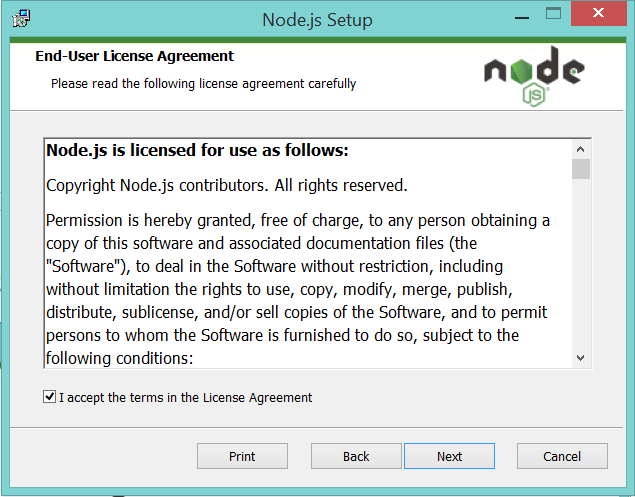 Node.js Setup
End-User License Agreement
Please read the following license agreement carefully
node
JS
Node.js is licensed for use as follows:
Copyright Node.js contributors. All rights reserved.
Permission is hereby granted, free of charge, to any person obtaining a
copy of this software and associated documentation files (the
"Software"), to deal in the Software without restriction, including
without limitation the rights to use, copy, modify, merge, publish,
distribute, sublicense, and/or sell copies of the Software, and to permit
persons to whom the Software is furnished to do so, subject to the
following conditions:
I accept the terms in the License Agreement
Print Back Next Cancel